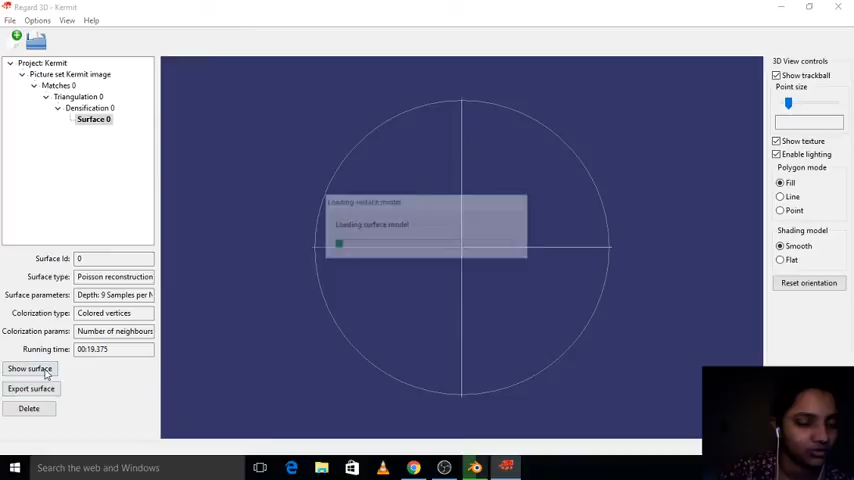 Regard 3D - Kermit
File Options View Help
Project: Kermit
Picture set Kermit image
Matches 0
Triangulation 0
Densification 0
Surface 0
Surface Id: 0
Surface type: Poisson reconstruction
Surface parameters: Depth: 9 Samples per N
Colorization type: Colored vertices
Colorization params: Number of neighbours
Running time: 00:19.375
Show surface
Export surface
Delete
Loading surface model
Loading surface model
3D View controls
Show trackball
Point size
Show texture
Enable lighting
Polygon mode
Fill
Line
Point
Shading model
Smooth
Flat
Reset orientation
Search the web and Windows